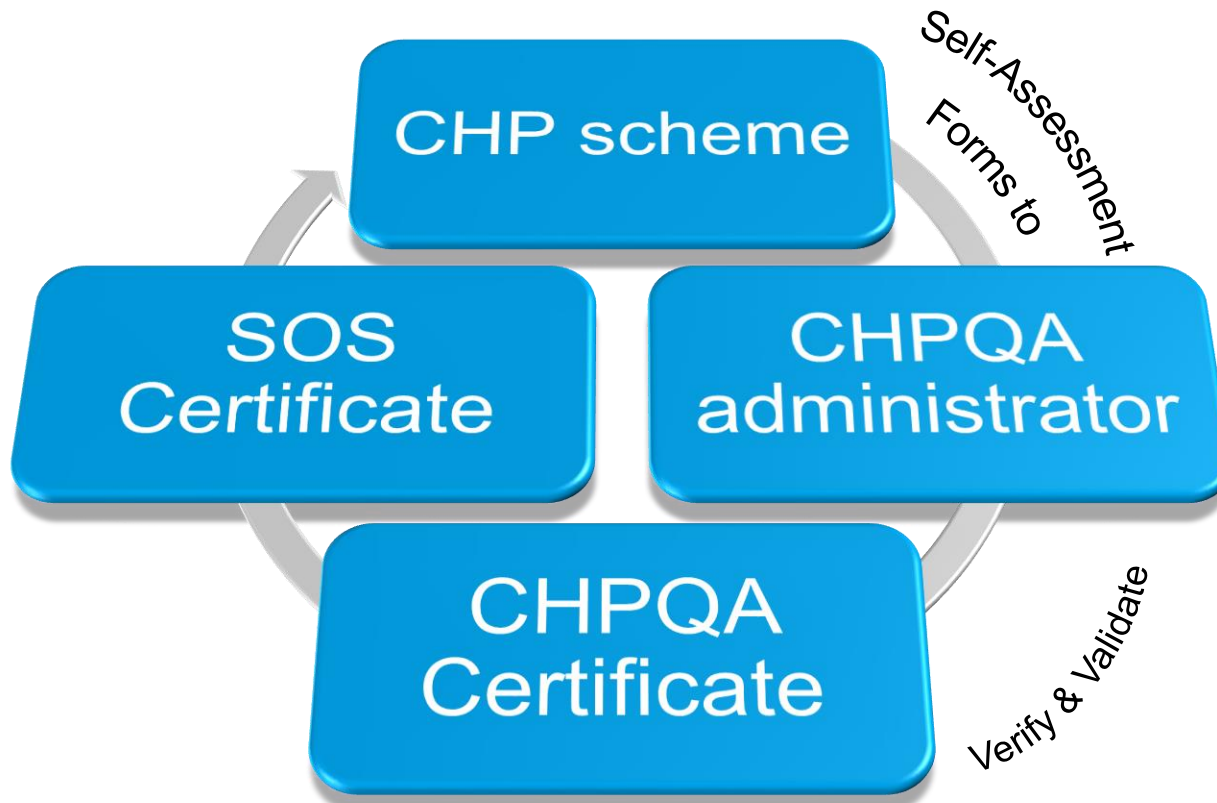 CHP scheme
Self-Assessment
Forms to
CHPQA
administrator
Verify & Validate
CHPQA
Certificate
SOS
Certificate